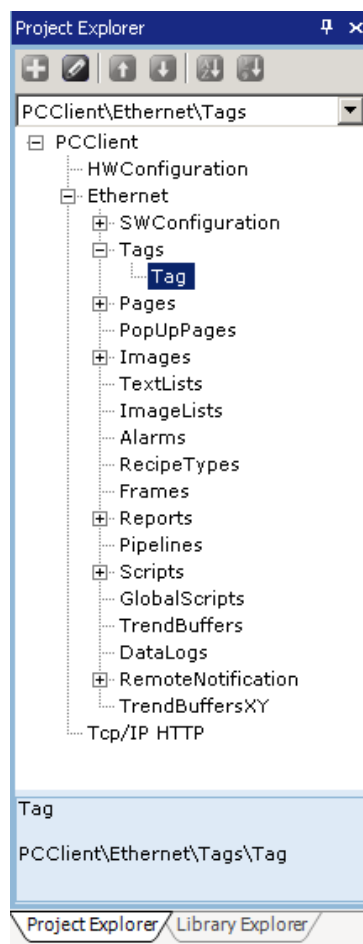 Project Explorer
PCClient\Ethernet\Tags
PCClient
HWConfiguration
Ethernet
SWConfiguration
Tags
Tag
Pages
PopUpPages
Images
TextLists
ImageLists
Alarms
RecipeTypes
Frames
Reports
Pipelines
Scripts
GlobalScripts
TrendBuffers
DataLogs
RemoteNotification
TrendBuffersXY
Tcp/IP HTTP
Tag
PCClient\Ethernet\Tags\Tag
Project Explorer Library Explorer